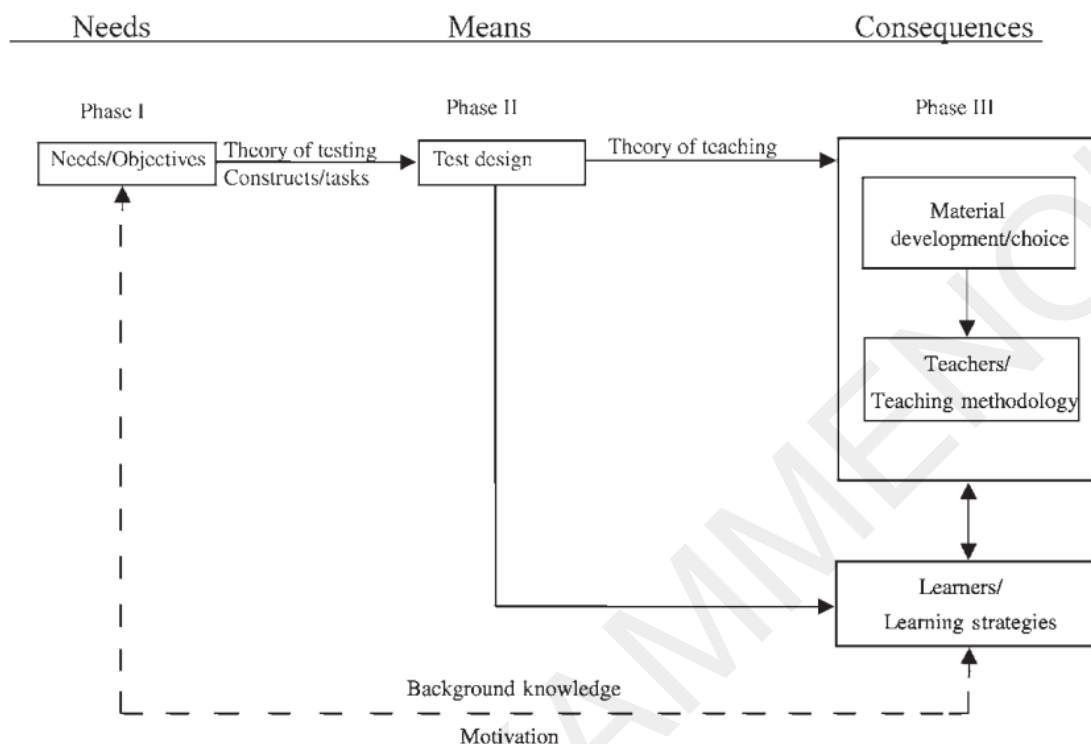 Needs Means Consequences
Phase I Phase II Phase III
Needs/Objectives Theory of testing Test design Theory of teaching
Constructs/tasks
Material
development/choice
Teachers/
Teaching methodology
Learners/
Learning strategies
Background knowledge
Motivation